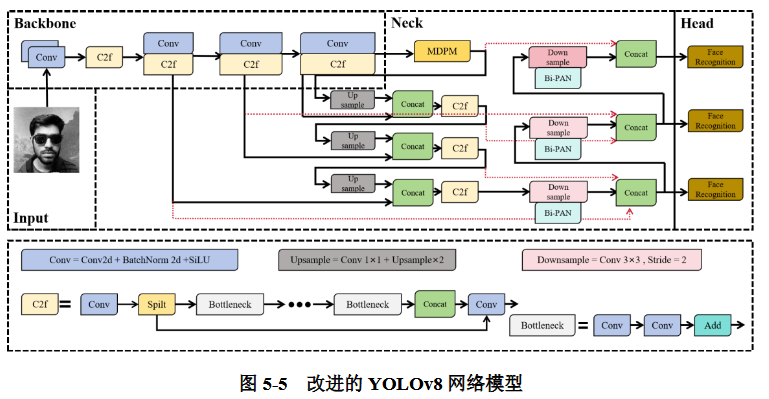 Backbone
Neck
Head
Conv
C2f
Conv
C2f
Conv
C2f
Conv
C2f
MDPM
Down
sample
Bi-PAN
Concat
Face
Recognition
Up
sample
Concat
C2f
Up
sample
Concat
C2f
Down
sample
Bi-PAN
Concat
Face
Recognition
Up
sample
Concat
C2f
Down
sample
Bi-PAN
Concat
Face
Recognition
Input
Conv = Conv2d + BatchNorm 2d +SiLU
Upsample = Conv 1×1 + Upsample×2
Downsample = Conv 3×3 , Stride = 2
C2f = Conv Spilt Bottleneck ●●● Bottleneck Concat Conv
Bottleneck = Conv Conv Add
图 5-5 改进的 YOLOv8 网络模型